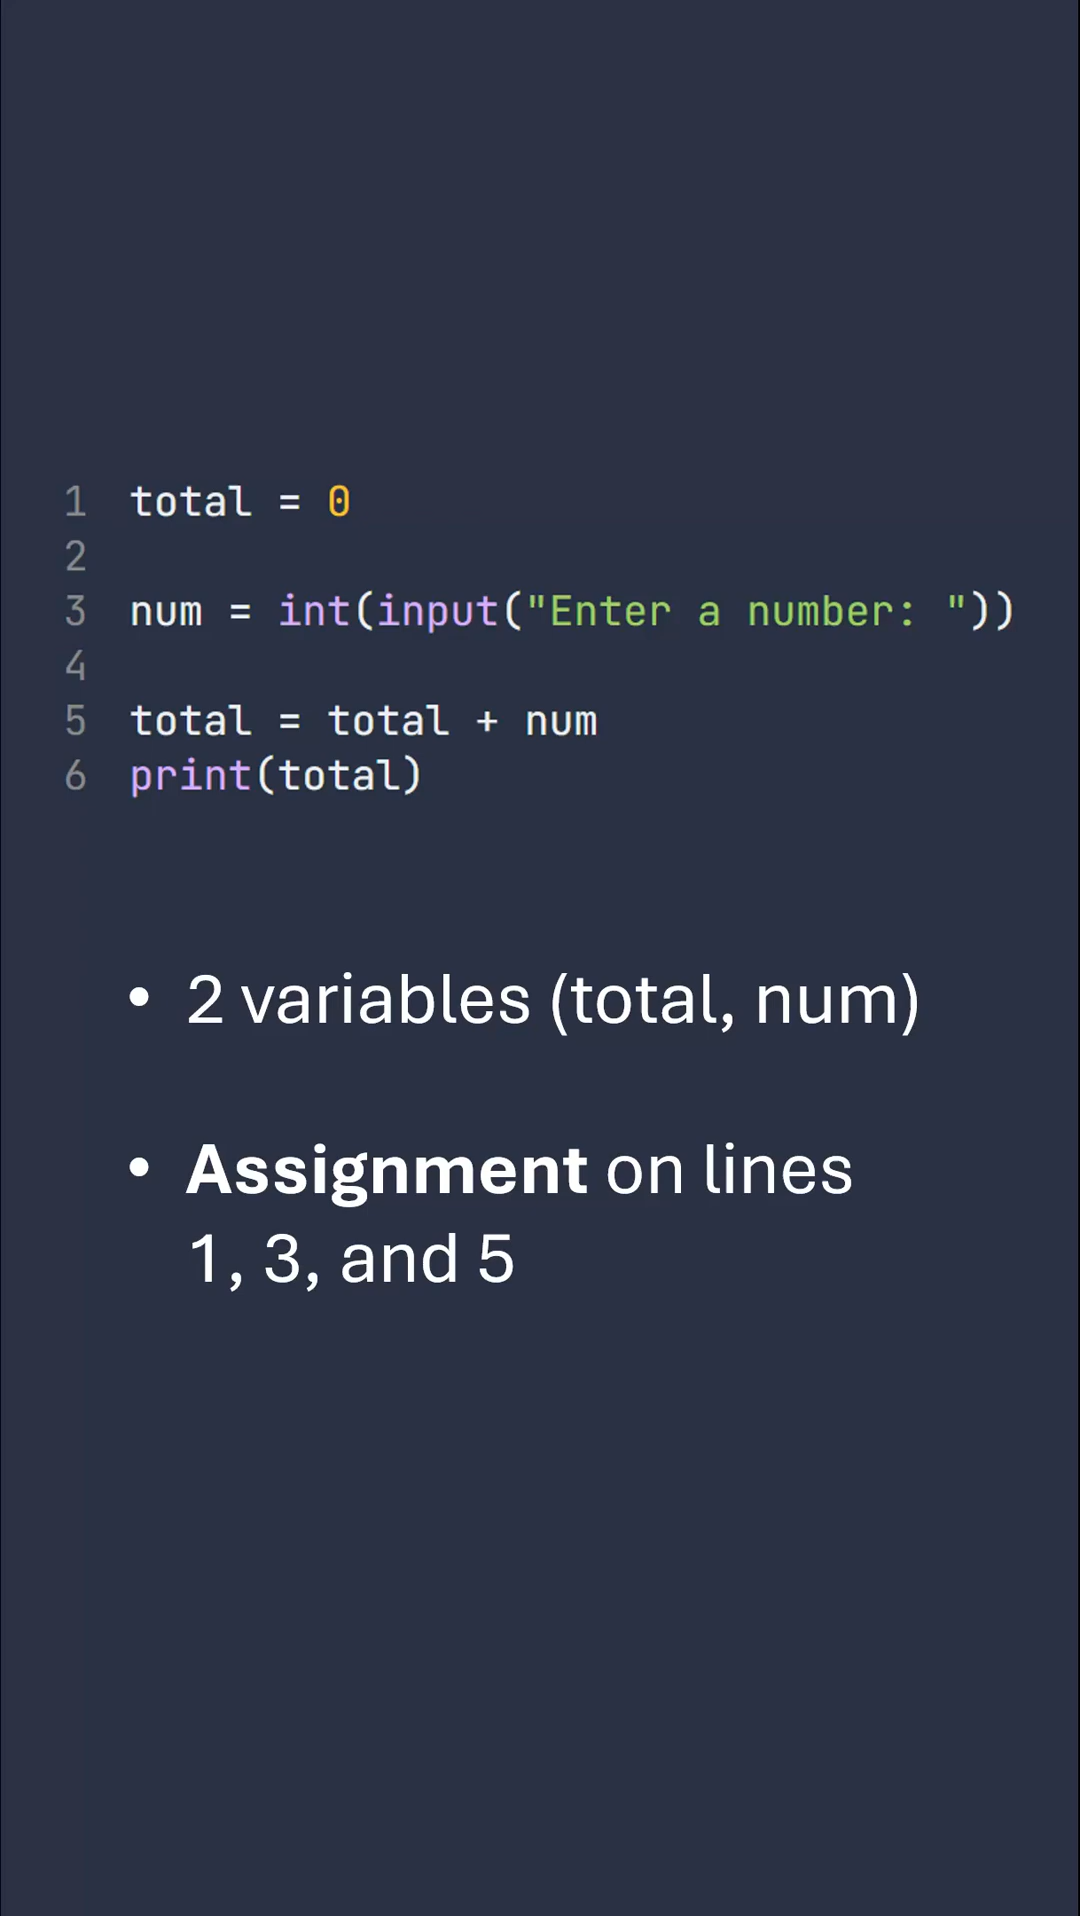 1 total = 0
2
3 num = int(input("Enter a number: "))
4
5 total = total + num
6 print(total)
• 2 variables (total, num)
• Assignment on lines
1, 3, and 5